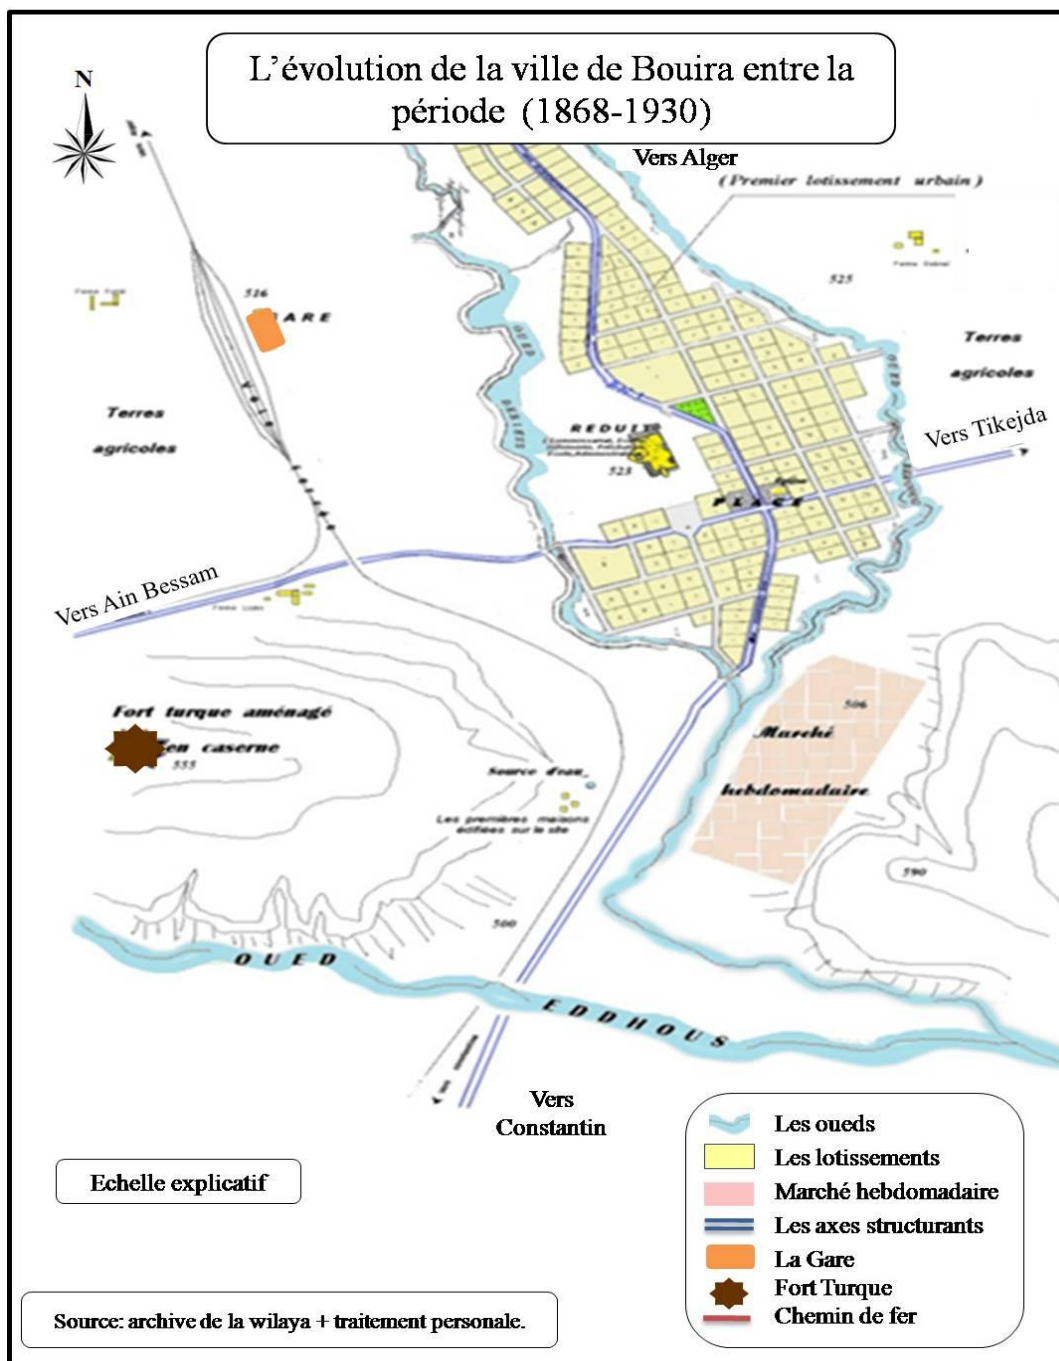 L'évolution de la ville de Bouira entre la
période (1868-1930)
N
Vers Alger
(Premier lotissement urbain)
525
516
GARE
Terres
agricoles
Terres
agricoles
OUED
OUED
REDUIT
523
Eglise
PLACE
Vers Tikejda
Vers Ain Bessam
Fort turque aménagé
en caserne
555
506
Marché
hebdomadaire
Source d'eau
Les premières maisons
édifiées sur le site
590
500
OUED
EDDHOUS
Vers
Constantin
Echelle explicatif
Les oueds
Les lotissements
Marché hebdomadaire
Les axes structurants
La Gare
Fort Turque
Chemin de fer
Source: archive de la wilaya + traitement personale.